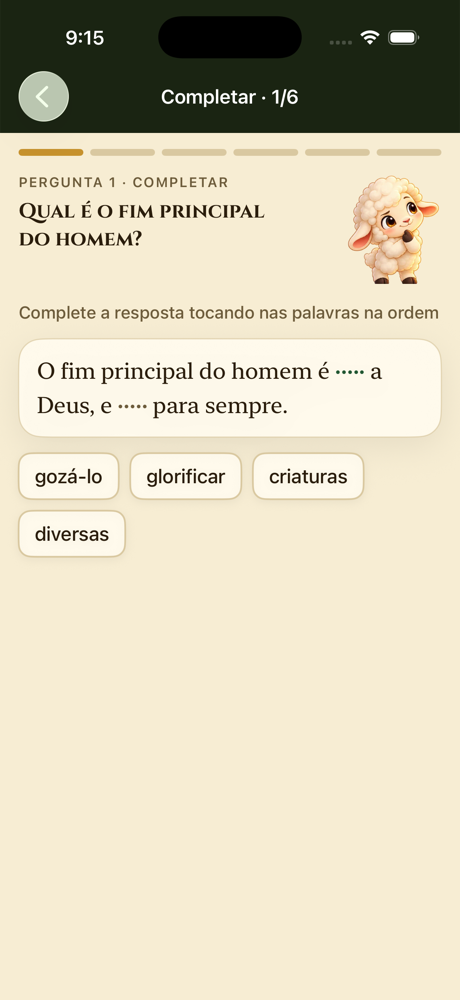 9:15
Completar · 1/6
PERGUNTA 1 · COMPLETAR
QUAL É O FIM PRINCIPAL
DO HOMEM?
Complete a resposta tocando nas palavras na ordem
O fim principal do homem é ····· a
Deus, e ····· para sempre.
gozá-lo glorificar criaturas
diversas